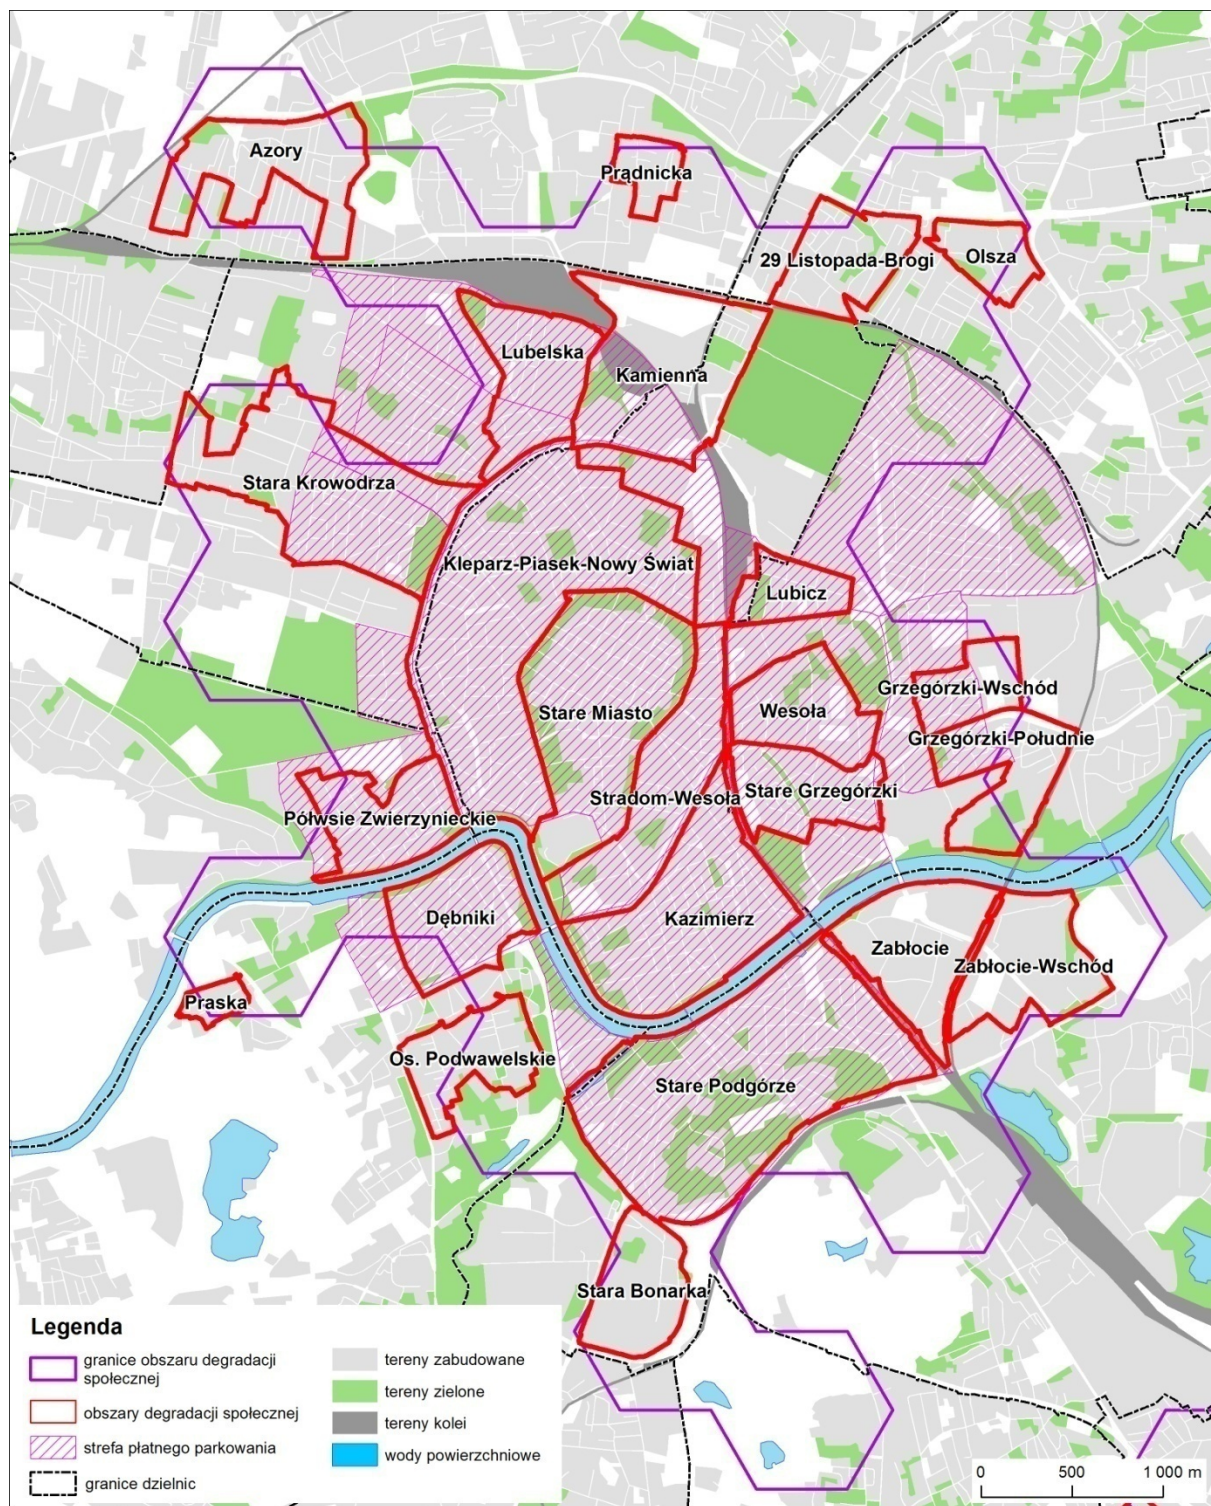 Azory
Prądnicka
29 Listopada-Brogi
Olsza
Lubelska
Kamienna
Stara Krowodrza
Kleparz-Piasek-Nowy Świat
Lubicz
Grzegórzki-Wschód
Stare Miasto
Wesoła
Grzegórzki-Południe
Stradom-Wesoła
Stare Grzegórzki
Półwsie Zwierzynieckie
Dębniki
Kazimierz
Zabłocie
Zabłocie-Wschód
Praska
Os. Podwawelskie
Stare Podgórze
Stara Bonarka
Legenda
granice obszaru degradacji
społecznej
obszary degradacji społecznej
strefa płatnego parkowania
granice dzielnic
tereny zabudowane
tereny zielone
tereny kolei
wody powierzchniowe
0 500 1 000 m